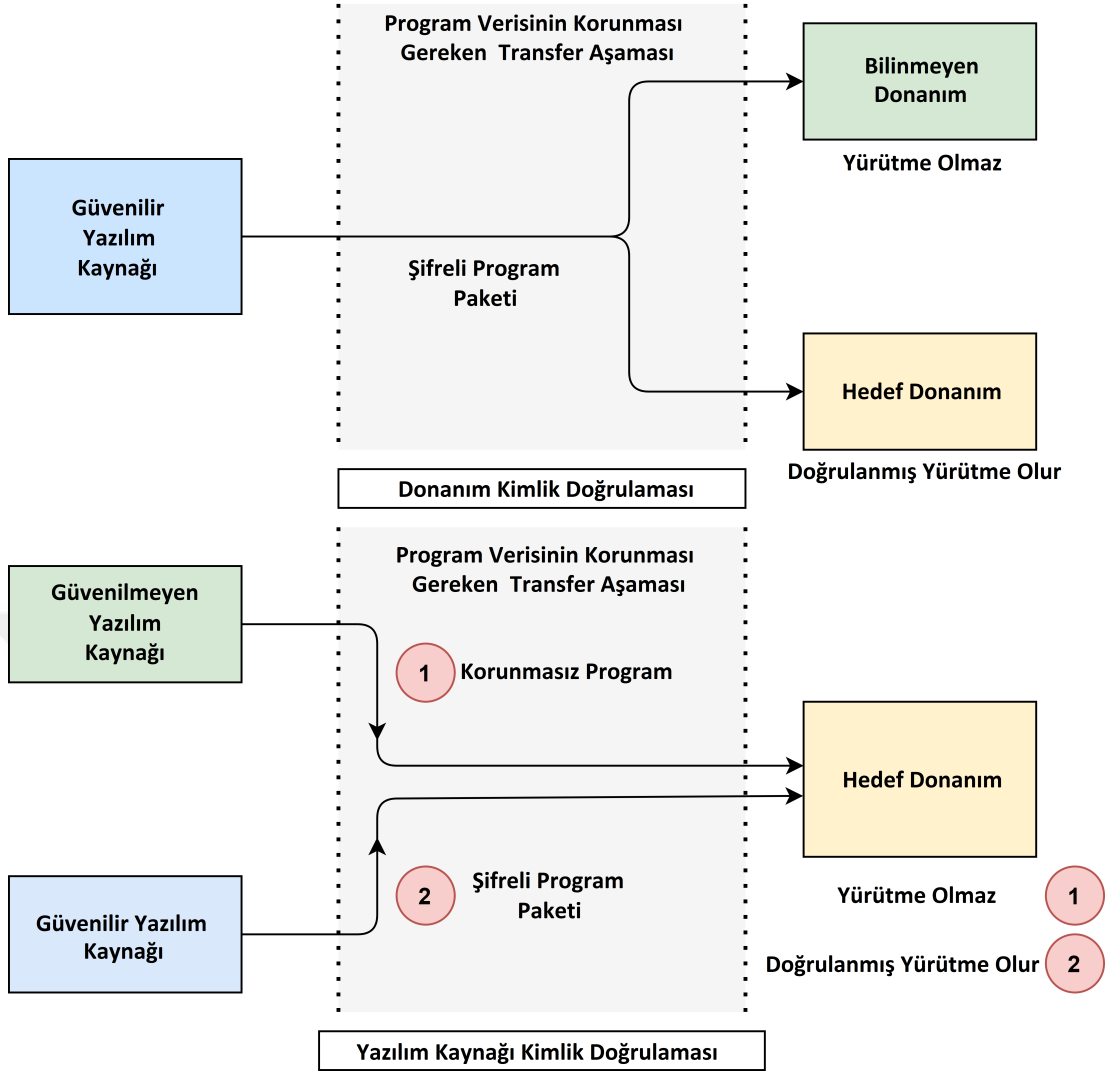 Program Verisinin Korunması
Gereken Transfer Aşaması
Bilinmeyen
Donanım
Yürütme Olmaz
Güvenilir
Yazılım
Kaynağı
Şifreli Program
Paketi
Hedef Donanım
Doğrulanmış Yürütme Olur
Donanım Kimlik Doğrulaması
Program Verisinin Korunması
Gereken Transfer Aşaması
Güvenilmeyen
Yazılım
Kaynağı
1 Korunmasız Program
Hedef Donanım
Güvenilir Yazılım
Kaynağı
2 Şifreli Program
Paketi
Yürütme Olmaz 1
Doğrulanmış Yürütme Olur 2
Yazılım Kaynağı Kimlik Doğrulaması